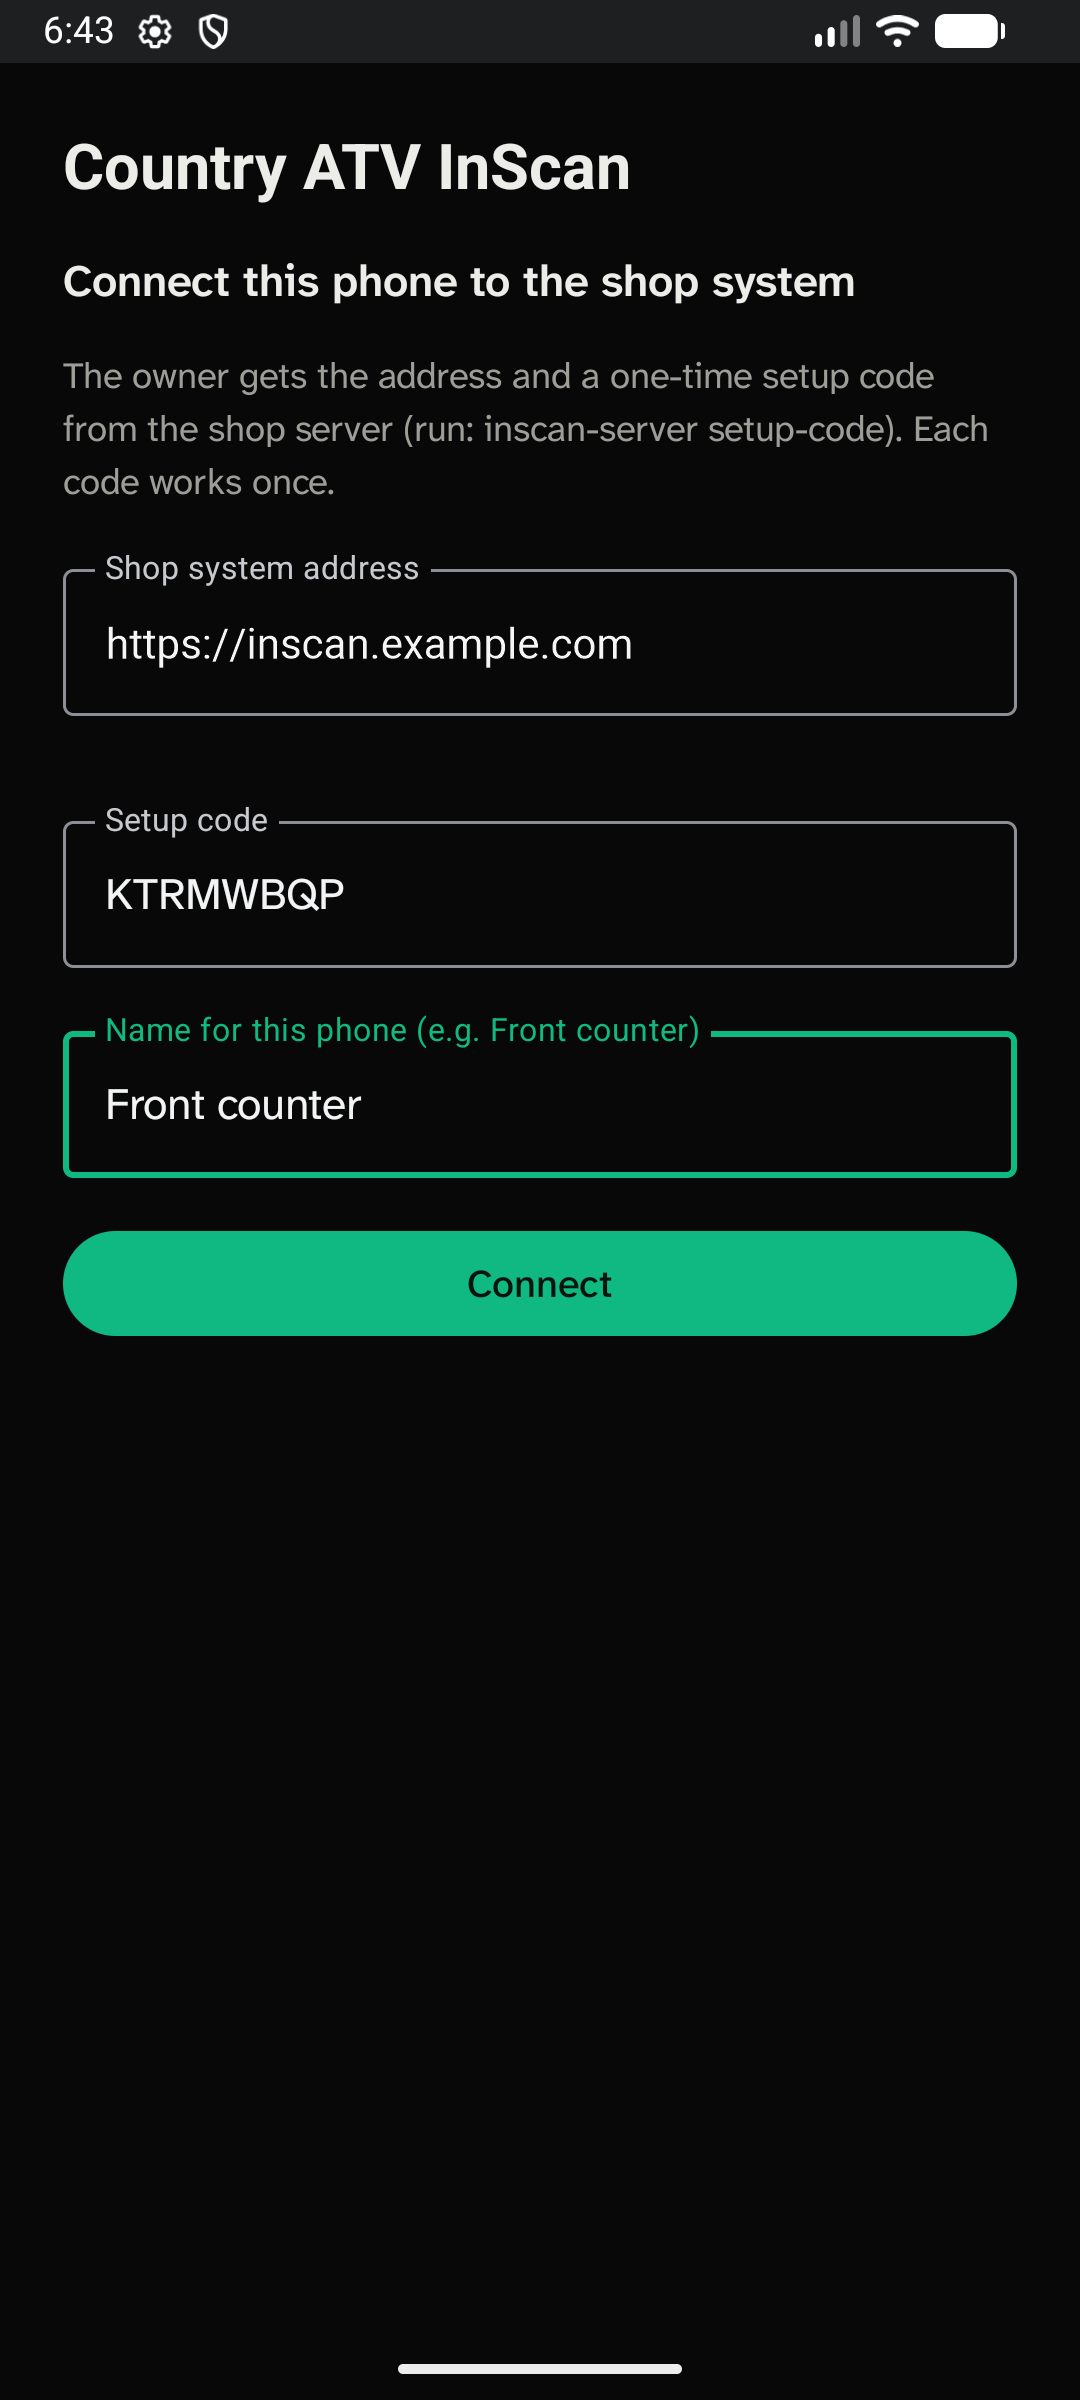 6:43
Country ATV InScan
Connect this phone to the shop system
The owner gets the address and a one-time setup code
from the shop server (run: inscan-server setup-code). Each
code works once.
Shop system address
https://inscan.example.com
Setup code
KTRMWBQP
Name for this phone (e.g. Front counter)
Front counter
Connect